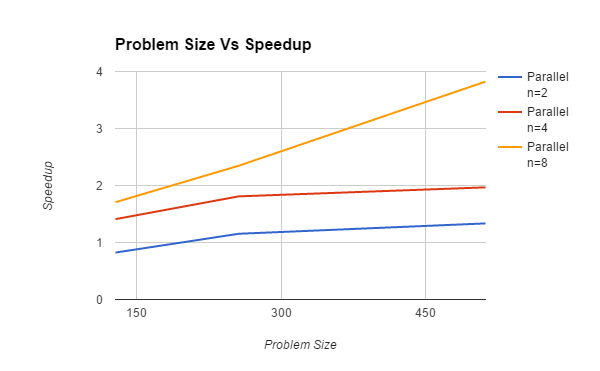 Problem Size Vs Speedup
4
3
2
1
0
Speedup
150
300
450
Problem Size
Parallel
n=2
Parallel
n=4
Parallel
n=8